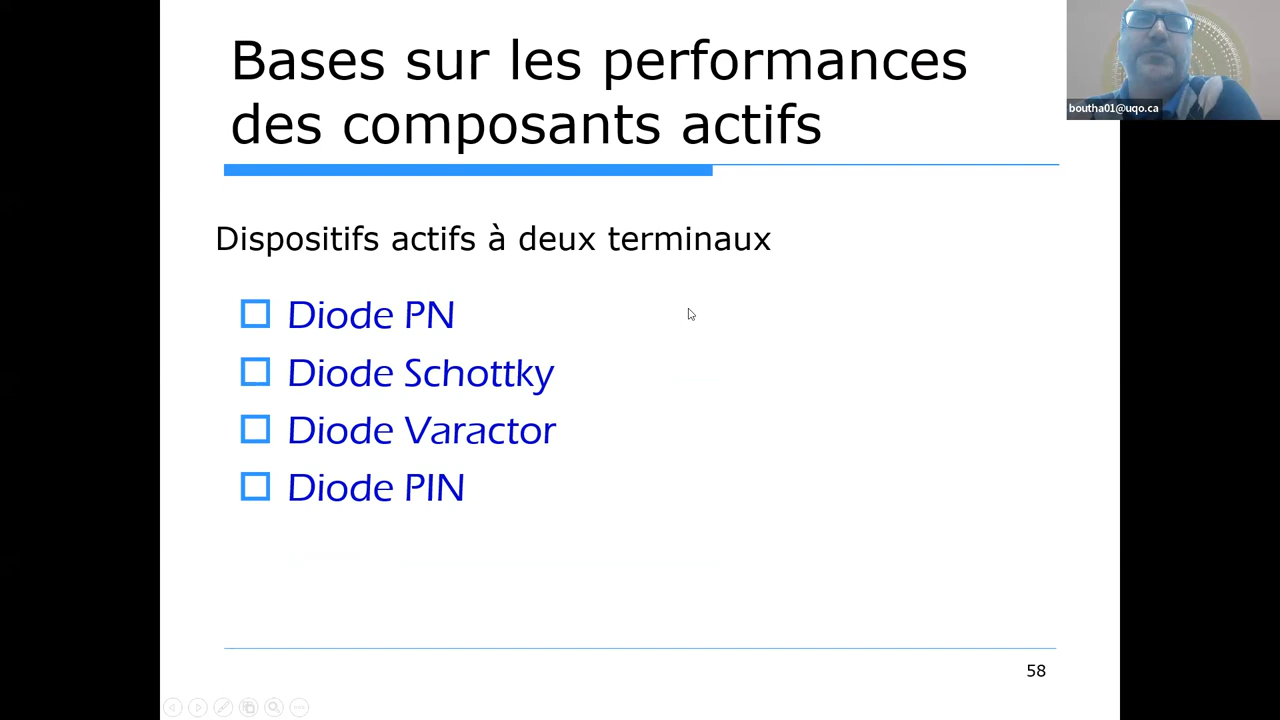 Bases sur les performances
des composants actifs
boutha01@uqo.ca
Dispositifs actifs à deux terminaux
Diode PN
Diode Schottky
Diode Varactor
Diode PIN
58